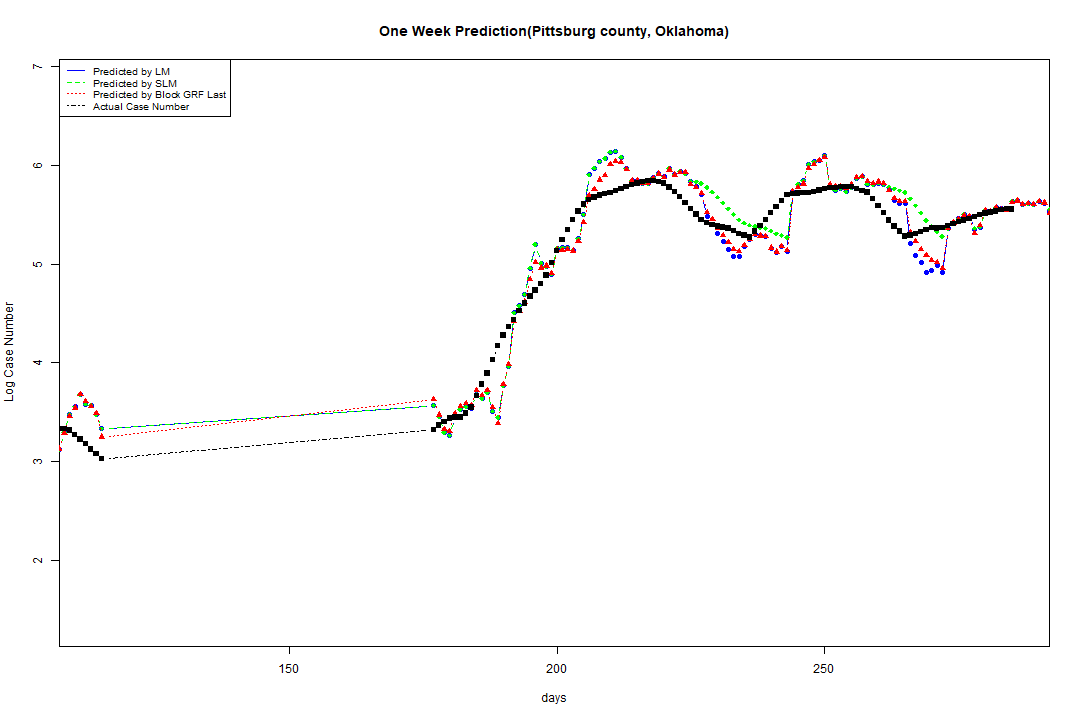 One Week Prediction(Pittsburg county, Oklahoma)
Predicted by LM
Predicted by SLM
Predicted by Block GRF Last
Actual Case Number
7
6
5
4
3
2
Log Case Number
150
200
250
days